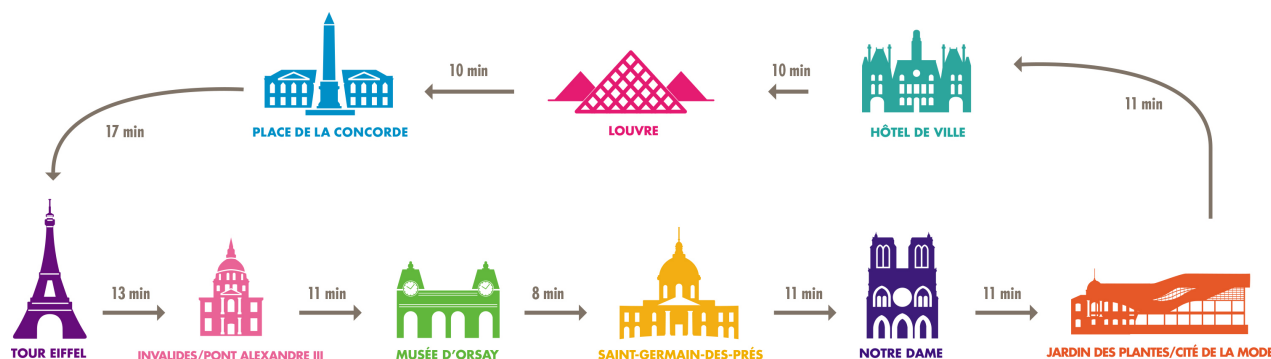 10 min
10 min
11 min
17 min
PLACE DE LA CONCORDE
LOUVRE
HÔTEL DE VILLE
13 min
11 min
8 min
11 min
11 min
TOUR EIFFEL
INVALIDES/PONT ALEXANDRE III
MUSÉE D'ORSAY
SAINT-GERMAIN-DES-PRÉS
NOTRE DAME
JARDIN DES PLANTES/CITÉ DE LA MODE